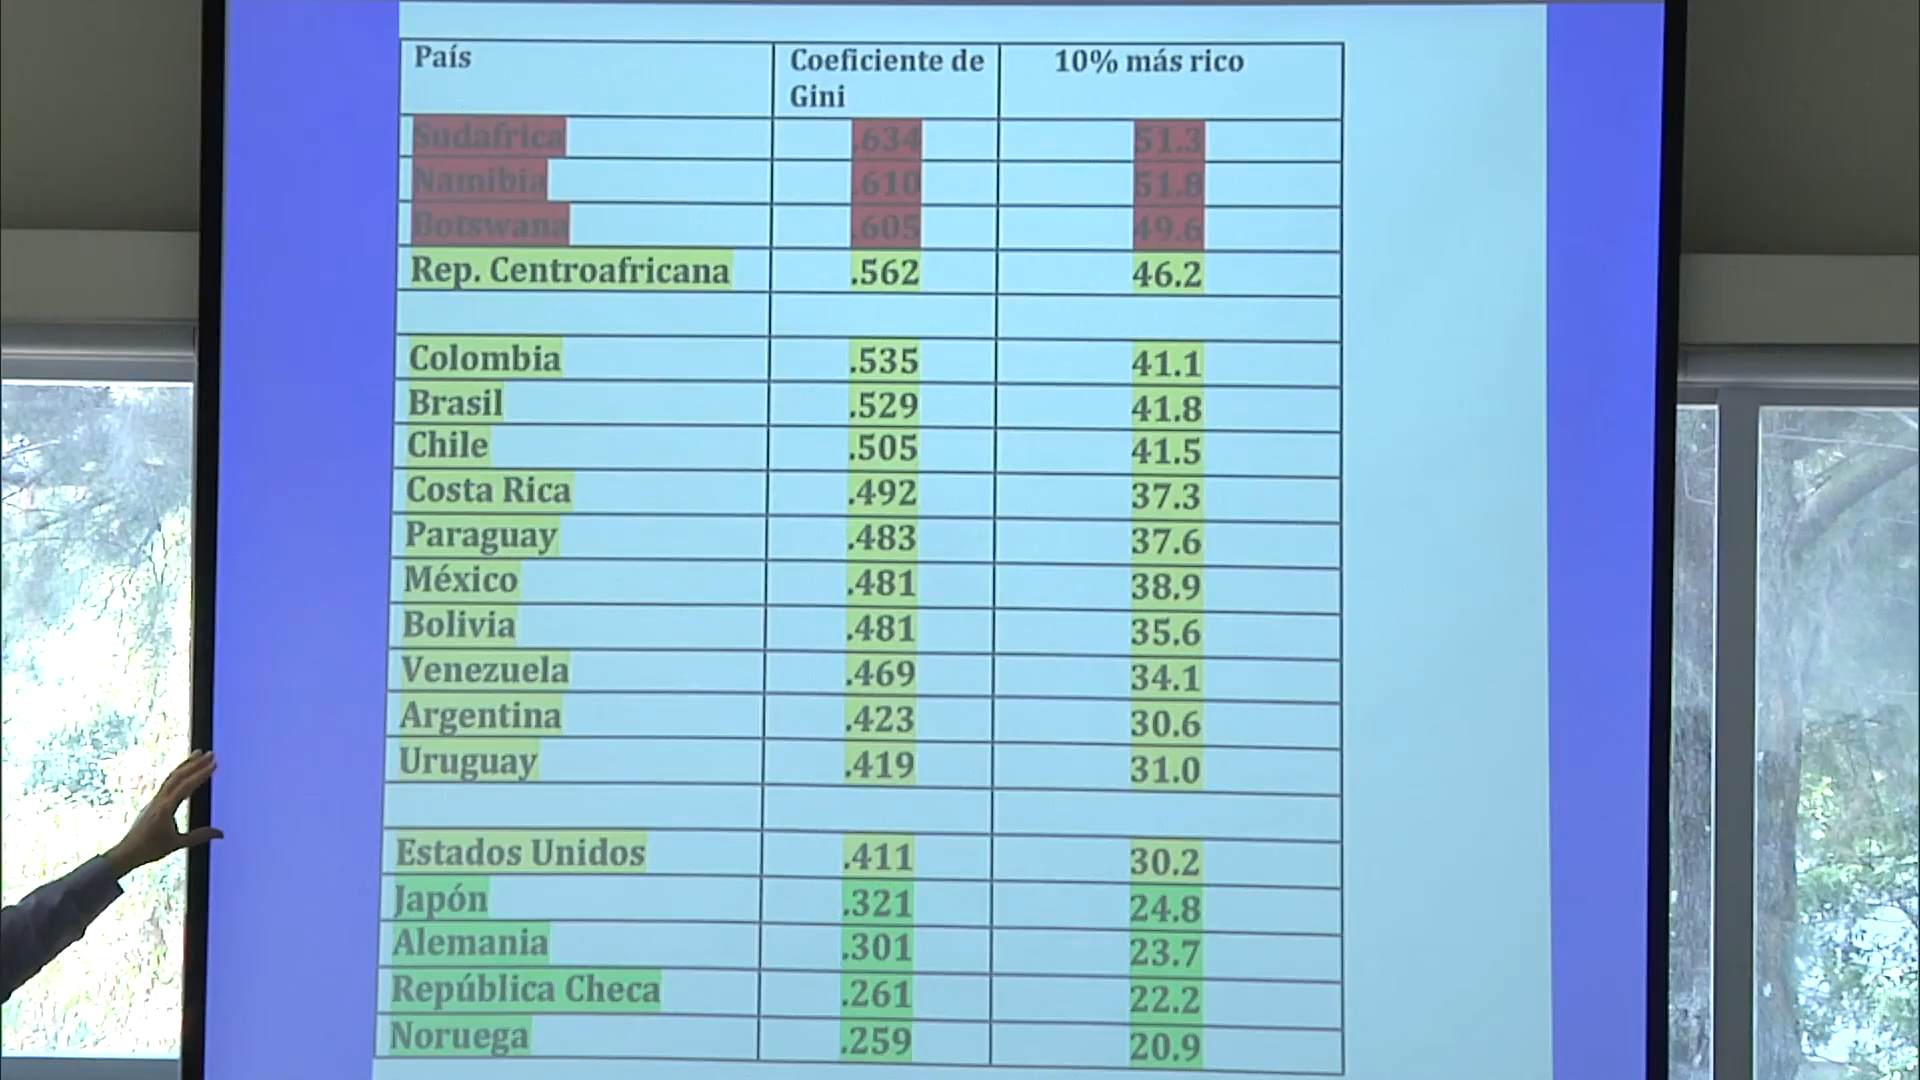 País Coeficiente de Gini 10% más rico
Sudafrica .634 51.3
Namibia .610 51.8
Botswana .605 49.6
Rep. Centroafricana .562 46.2
Colombia .535 41.1
Brasil .529 41.8
Chile .505 41.5
Costa Rica .492 37.3
Paraguay .483 37.6
México .481 38.9
Bolivia .481 35.6
Venezuela .469 34.1
Argentina .423 30.6
Uruguay .419 31.0
Estados Unidos .411 30.2
Japón .321 24.8
Alemania .301 23.7
República Checa .261 22.2
Noruega .259 20.9